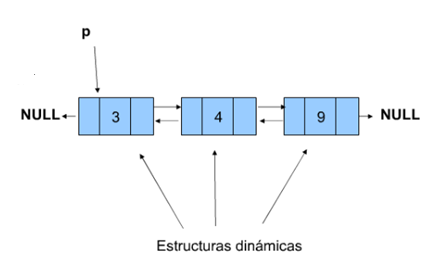 p
NULL 3 4 9 NULL
Estructuras dinámicas